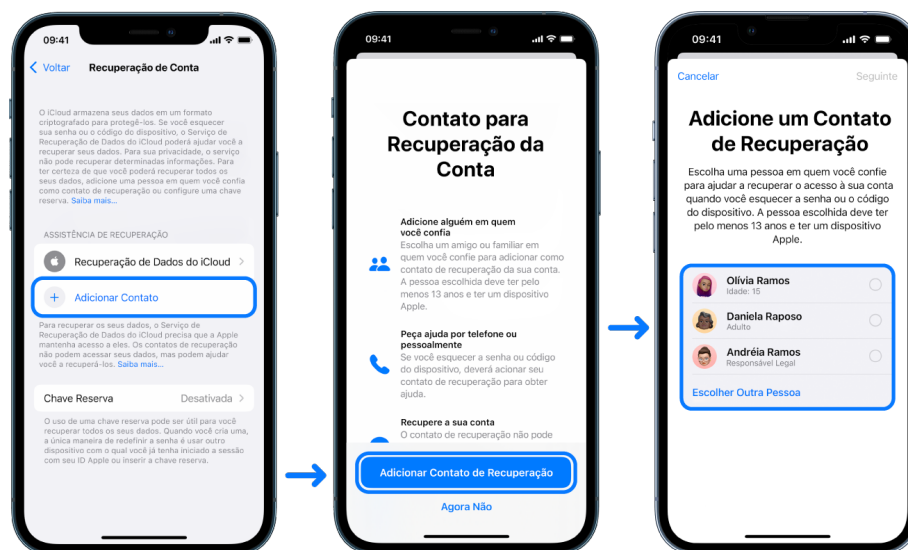 09:41
Voltar
Recuperação de Conta
O iCloud armazena seus dados em um formato
criptografado para protegê-los. Se você esquecer
sua senha ou o código do dispositivo, o Serviço de
Recuperação de Dados do iCloud poderá ajudar você a
recuperar seus dados. Para sua privacidade, o serviço
não pode recuperar determinadas informações. Para
ter certeza de que você poderá recuperar todos os
seus dados, adicione uma pessoa em quem você confia
como contato de recuperação ou configure uma chave
reserva. Saiba mais...
ASSISTÊNCIA DE RECUPERAÇÃO
Recuperação de Dados do iCloud
Adicionar Contato
Para recuperar os seus dados, o Serviço de
Recuperação de Dados do iCloud precisa que a Apple
mantenha acesso a eles. Os contatos de recuperação
não podem acessar seus dados, mas podem ajudar
você a recuperá-los. Saiba mais...
Chave Reserva Desativada
O uso de uma chave reserva pode ser útil para você
recuperar todos os seus dados. Quando você cria uma,
a única maneira de redefinir a senha é usar outro
dispositivo com o qual você já tenha iniciado a sessão
com seu ID Apple ou inserir a chave reserva.
09:41
Contato para
Recuperação da
Conta
Adicione alguém em quem
você confia
Escolha um amigo ou familiar em
quem você confie para adicionar como
contato de recuperação da sua conta.
A pessoa escolhida deve ter pelo
menos 13 anos e ter um dispositivo
Apple.
Peça ajuda por telefone ou
pessoalmente
Se você esquecer a senha ou código
do dispositivo, deverá acionar seu
contato de recuperação para obter
ajuda.
Recupere a sua conta
O contato de recuperação não pode
Adicionar Contato de Recuperação
Agora Não
09:41
Cancelar
Seguinte
Adicione um Contato
de Recuperação
Escolha uma pessoa em quem você confie
para ajudar a recuperar o acesso à sua conta
quando você esquecer a senha ou o código
do dispositivo. A pessoa escolhida deve ter
pelo menos 13 anos e ter um dispositivo
Apple.
Olívia Ramos
Idade: 15
Daniela Raposo
Adulto
Andréia Ramos
Responsável Legal
Escolher Outra Pessoa